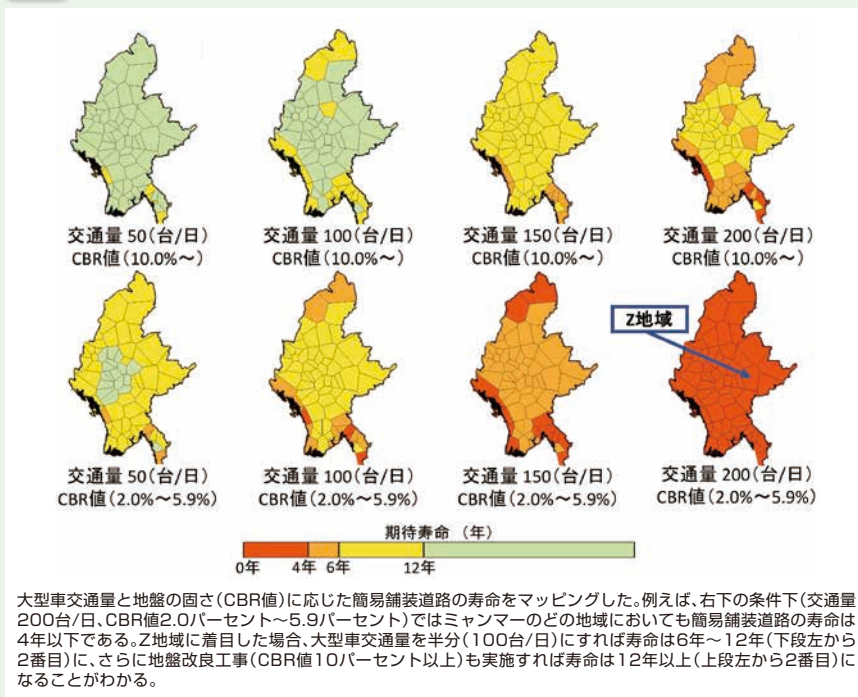 交通量 50(台/日) 交通量 100(台/日) 交通量 150(台/日) 交通量 200(台/日)
CBR値(10.0%～) CBR値(10.0%～) CBR値(10.0%～) CBR値(10.0%～)
Z地域
交通量 50(台/日) 交通量 100(台/日) 交通量 150(台/日) 交通量 200(台/日)
CBR値(2.0%～5.9%) CBR値(2.0%～5.9%) CBR値(2.0%～5.9%) CBR値(2.0%～5.9%)
期待寿命 (年)
0年 4年 6年 12年
大型車交通量と地盤の固さ(CBR値)に応じた簡易舗装道路の寿命をマッピングした。例えば、右下の条件下(交通量
200台/日、CBR値2.0パーセント～5.9パーセント)ではミャンマーのどの地域においても簡易舗装道路の寿命は
4年以下である。Z地域に着目した場合、大型車交通量を半分(100台/日)にすれば寿命は6年～12年(下段左から
2番目)に、さらに地盤改良工事(CBR値10パーセント以上)も実施すれば寿命は12年以上(上段左から2番目)に
なることがわかる。